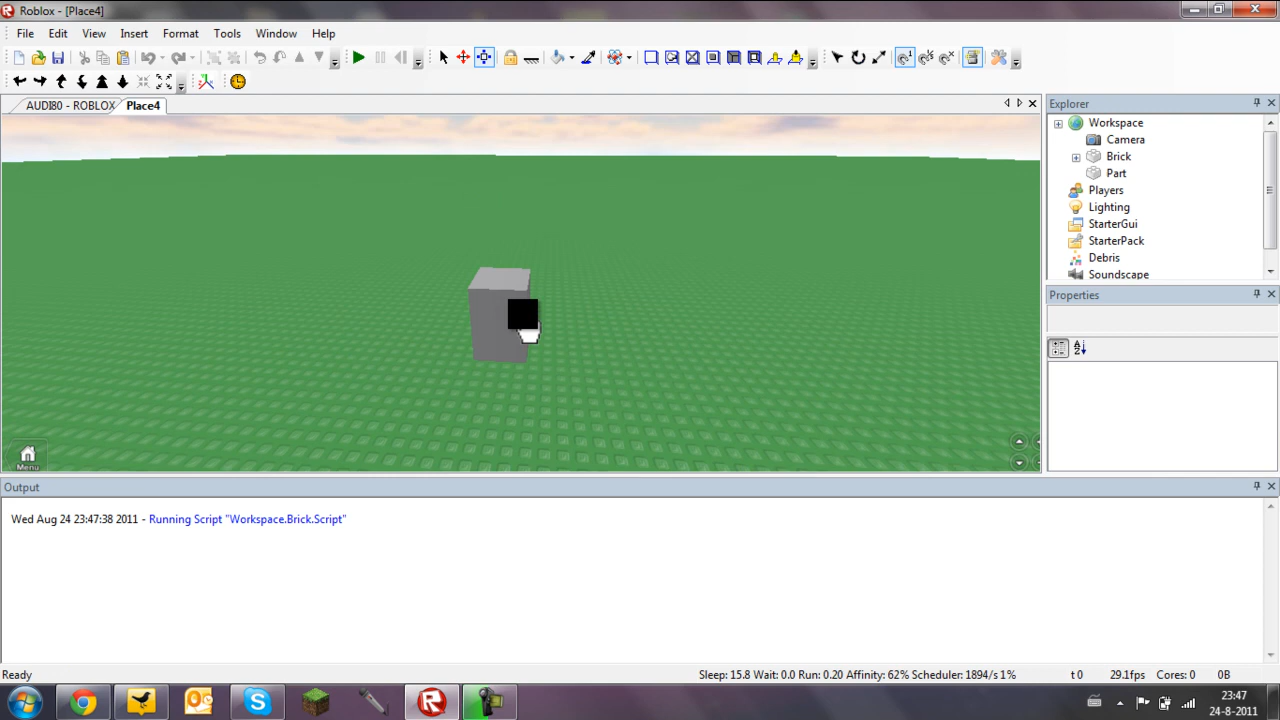 Roblox - [Place4]
File Edit View Insert Format Tools Window Help
AUDI80 - ROBLOX Place4
Explorer
Workspace
Camera
Brick
Part
Players
Lighting
StarterGui
StarterPack
Debris
Soundscape
Properties
Menu
Output
Wed Aug 24 23:47:38 2011 - Running Script "Workspace.Brick.Script"
Ready Sleep: 15.8 Wait: 0.0 Run: 0.20 Affinity: 62% Scheduler: 1894/s 1% t 0 29.1fps Cores: 0 0B
23:47
24-8-2011